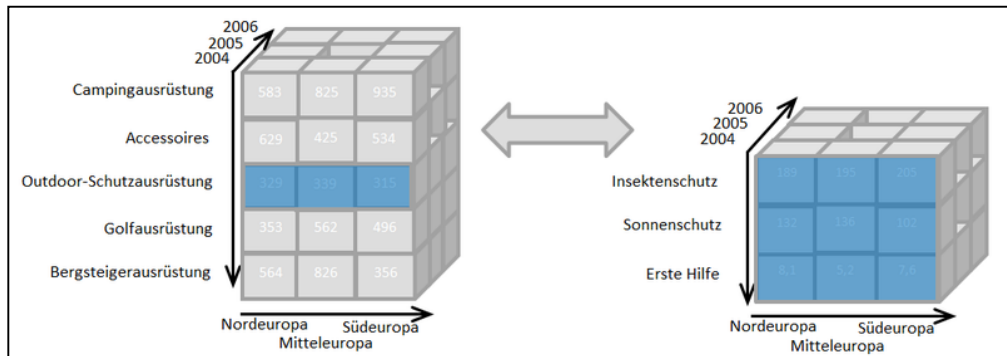 2006
2005
2004
Campingausrüstung
583 825 935
Accessoires
629 425 534
Outdoor-Schutzausrüstung
329 339 315
Golfausrüstung
353 562 496
Bergsteigerausrüstung
564 826 356
Nordeuropa
Mitteleuropa
Südeuropa
2006
2005
2004
Insektenschutz
189 195 205
Sonnenschutz
132 136 102
Erste Hilfe
8,1 5,2 7,6
Nordeuropa
Mitteleuropa
Südeuropa